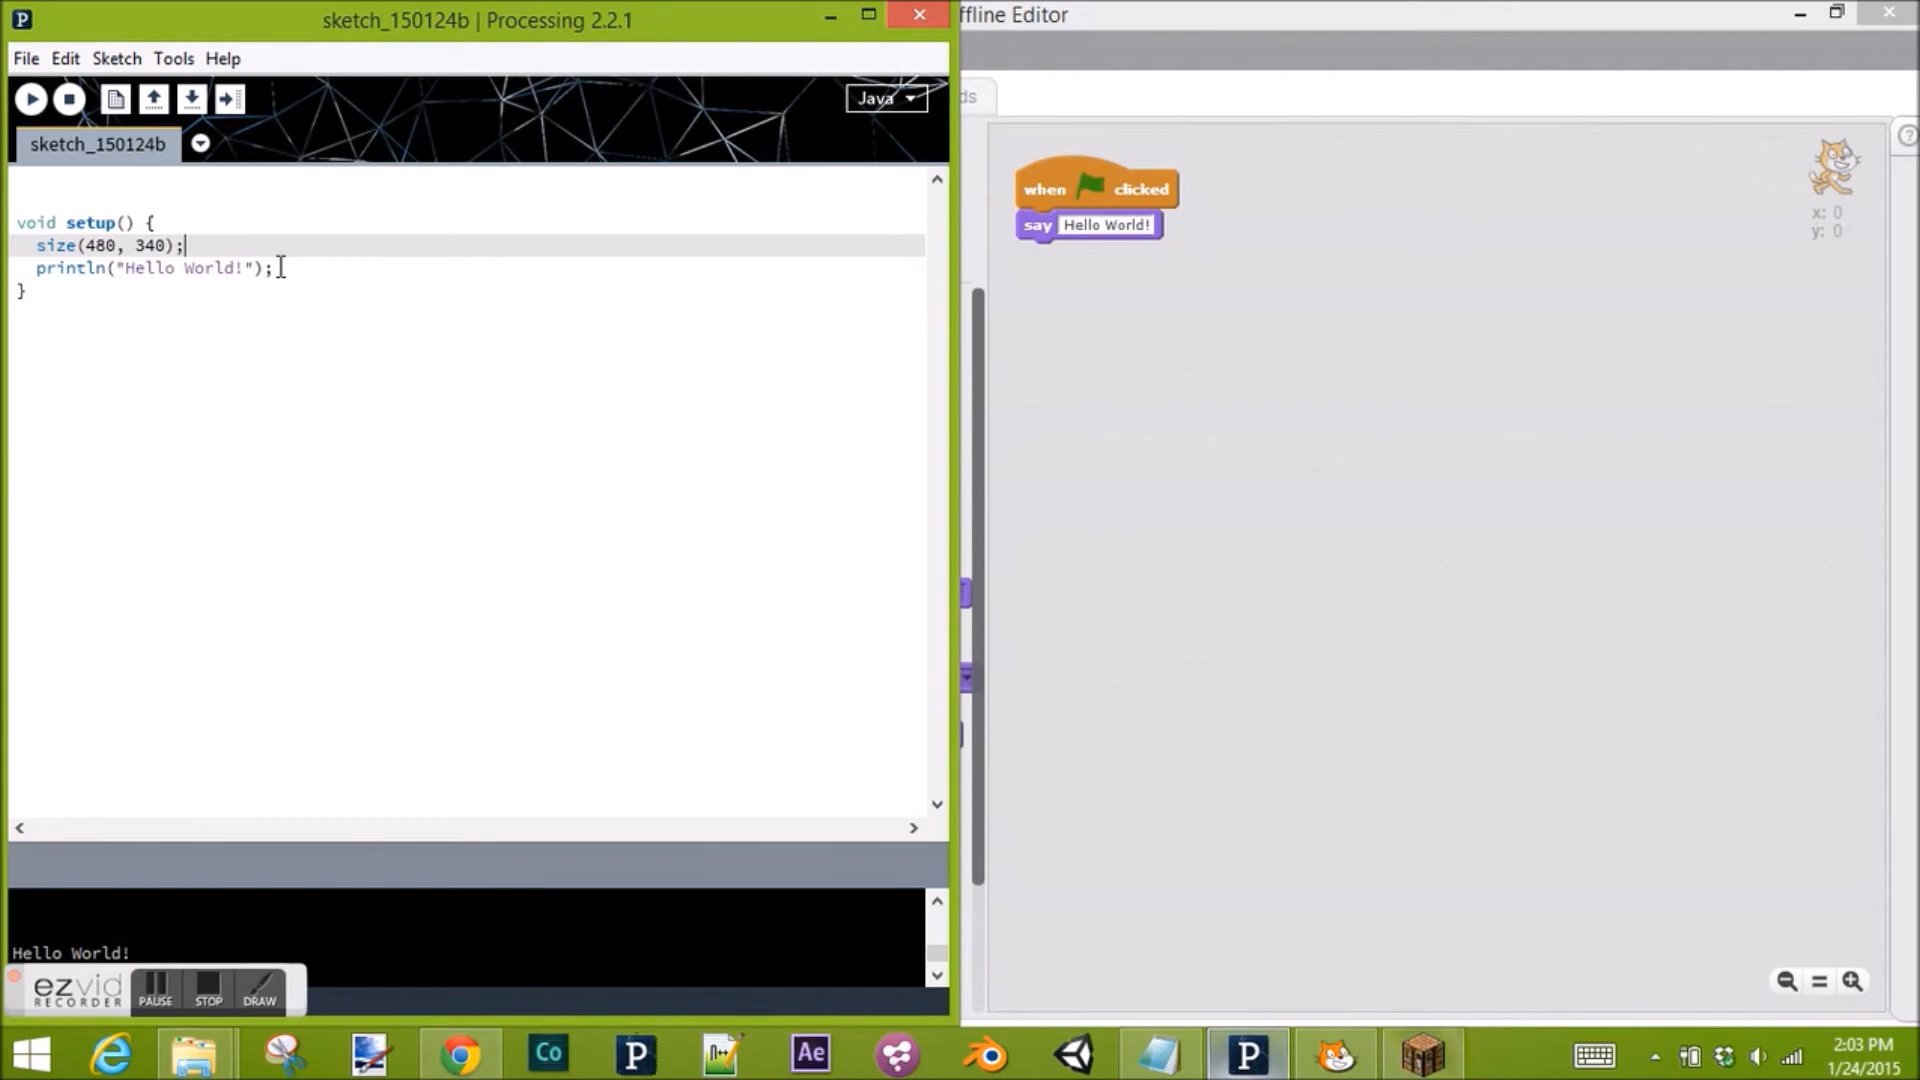 sketch_150124b | Processing 2.2.1
ffline Editor
File Edit Sketch Tools Help
Java
ds
sketch_150124b
void setup() {
size(480, 340);
println("Hello World!");
}
when clicked
say Hello World!
x: 0
y: 0
Hello World!
ezvid
RECORDER
PAUSE STOP DRAW
Co
P
n++
Ae
P
2:03 PM
1/24/2015